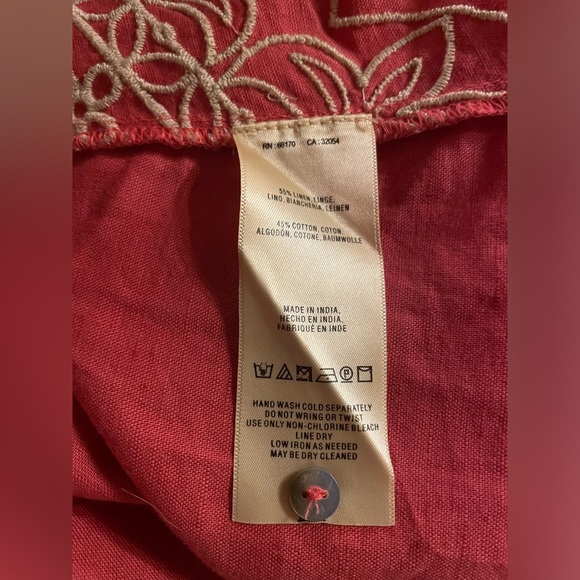 RN : 68170 CA : 32054
55% LINEN, LINGE,
LINO, BIANCHERIA, LEINEN
45% COTTON, COTON,
ALGODÓN, COTONE, BAUMWOLLE
MADE IN INDIA,
HECHO EN INDIA,
FABRIQUÉ EN INDE
HAND WASH COLD SEPARATELY
DO NOT WRING OR TWIST
USE ONLY NON-CHLORINE BLEACH
LINE DRY
LOW IRON AS NEEDED
MAY BE DRY CLEANED